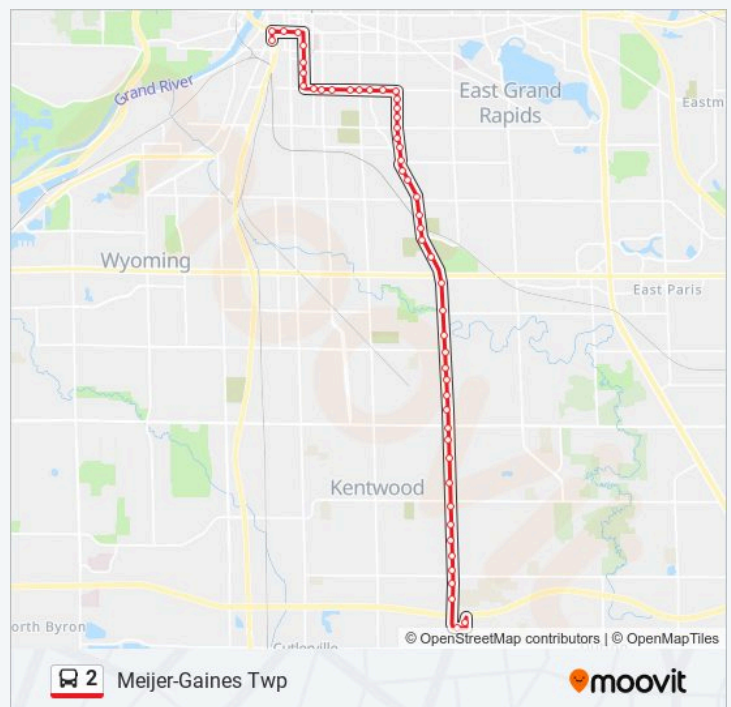 Grand River
East Grand
Rapids
Eastm
Wyoming
East Paris
Kentwood
orth Byron
Cutlerville
© OpenStreetMap contributors | © OpenMapTiles
2 Meijer-Gaines Twp
moovit